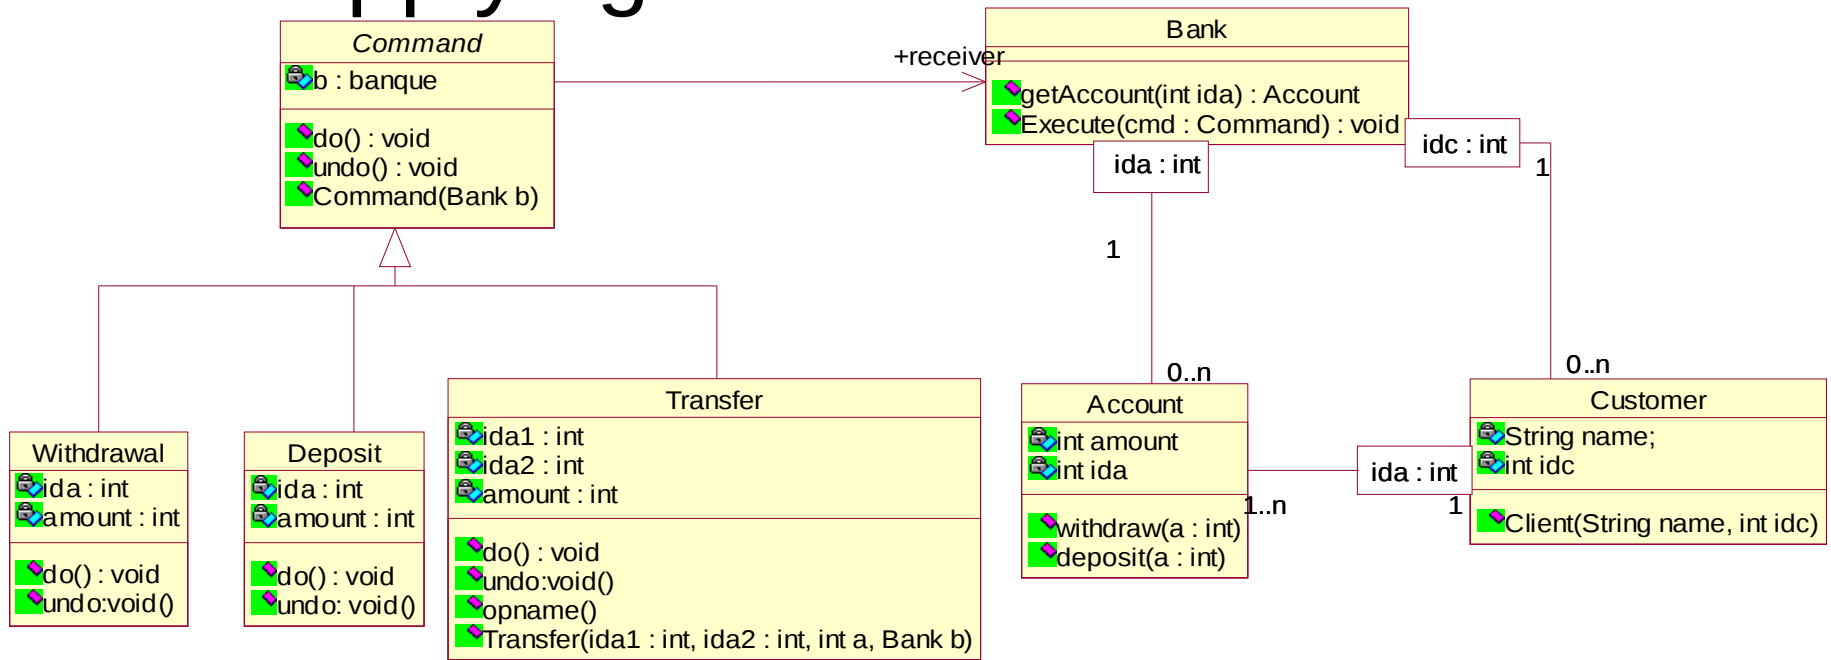 Command
b : banque
do() : void
undo() : void
Command(Bank b)
+receiver
Bank
getAccount(int ida) : Account
Execute(cmd : Command) : void
ida : int
idc : int
1
1
0..n
0..n
Withdrawal
ida : int
amount : int
do() : void
undo:void()
Deposit
ida : int
amount : int
do() : void
undo: void()
Transfer
ida1 : int
ida2 : int
amount : int
do() : void
undo:void()
opname()
Transfer(ida1 : int, ida2 : int, int a, Bank b)
Account
int amount
int ida
withdraw(a : int)
deposit(a : int)
1..n
ida : int
1
Customer
String name;
int idc
Client(String name, int idc)